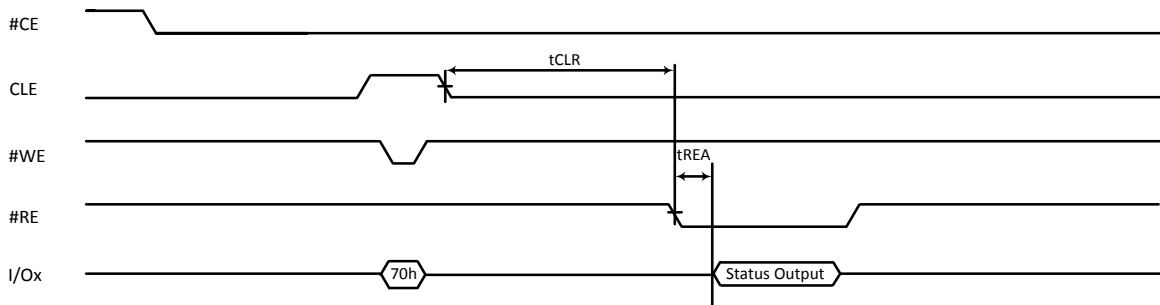 #CE
tCLR
CLE
#WE
tREA
#RE
I/Ox
70h
Status Output